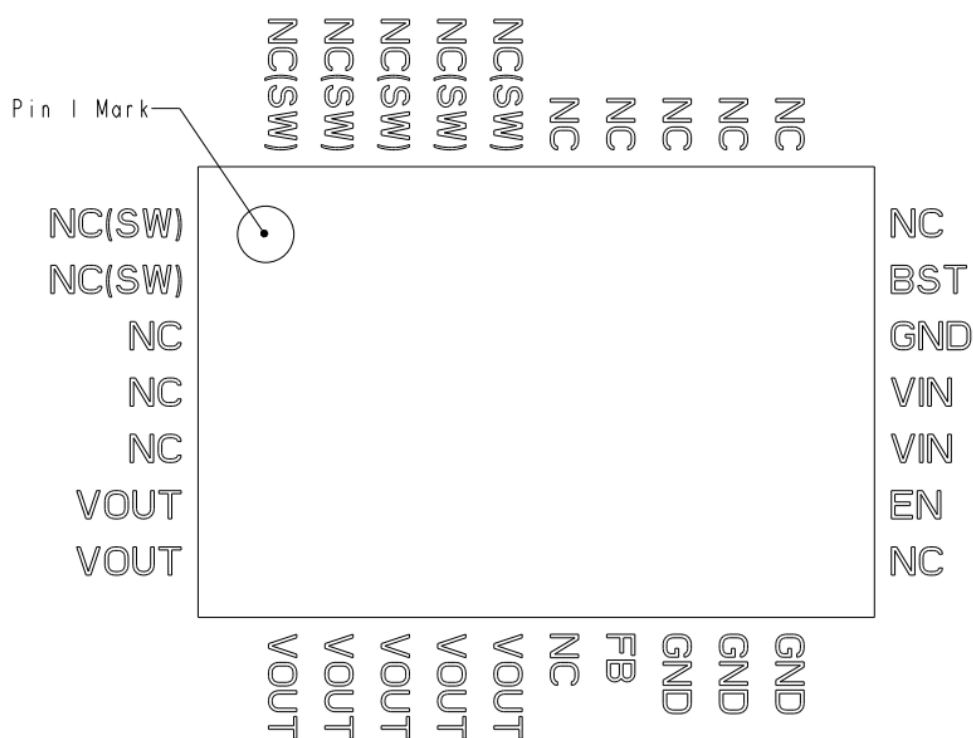 NC(SW) NC(SW) NC(SW) NC(SW) NC(SW) NC NC NC NC NC
Pin 1 Mark
NC(SW) NC
NC(SW) BST
NC GND
NC VIN
NC VIN
VOUT EN
VOUT NC
VOUT VOUT VOUT VOUT VOUT NC FB GND GND GND